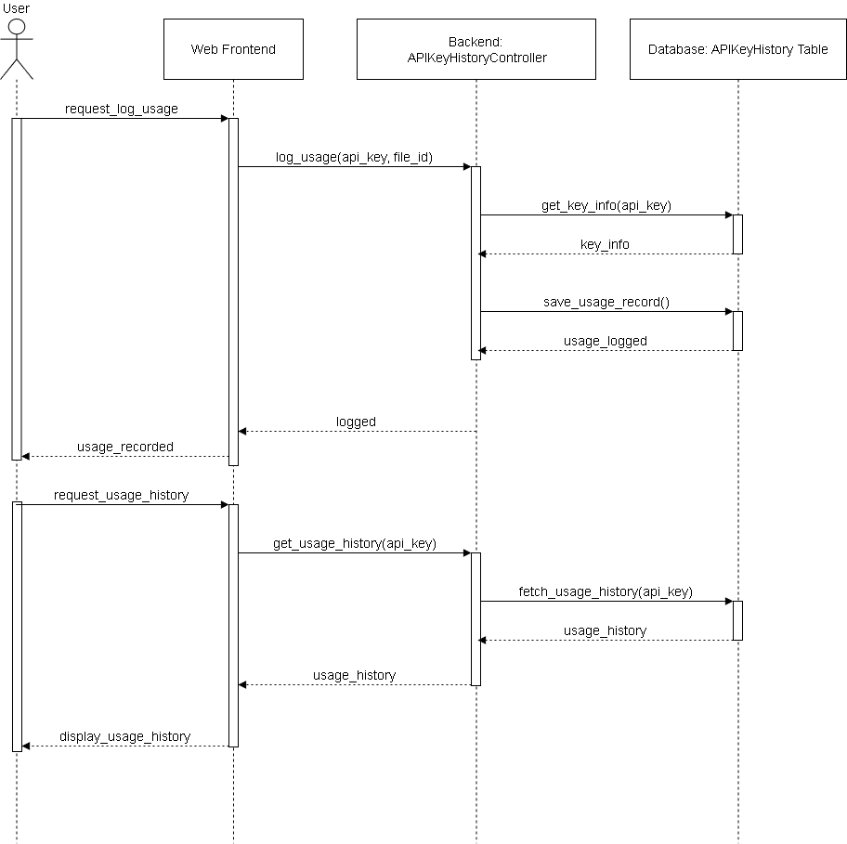 User
Web Frontend
Backend:
APIKeyHistoryController
Database: APIKeyHistory Table
request_log_usage
log_usage(api_key, file_id)
get_key_info(api_key)
key_info
save_usage_record()
usage_logged
logged
usage_recorded
request_usage_history
get_usage_history(api_key)
fetch_usage_history(api_key)
usage_history
usage_history
display_usage_history